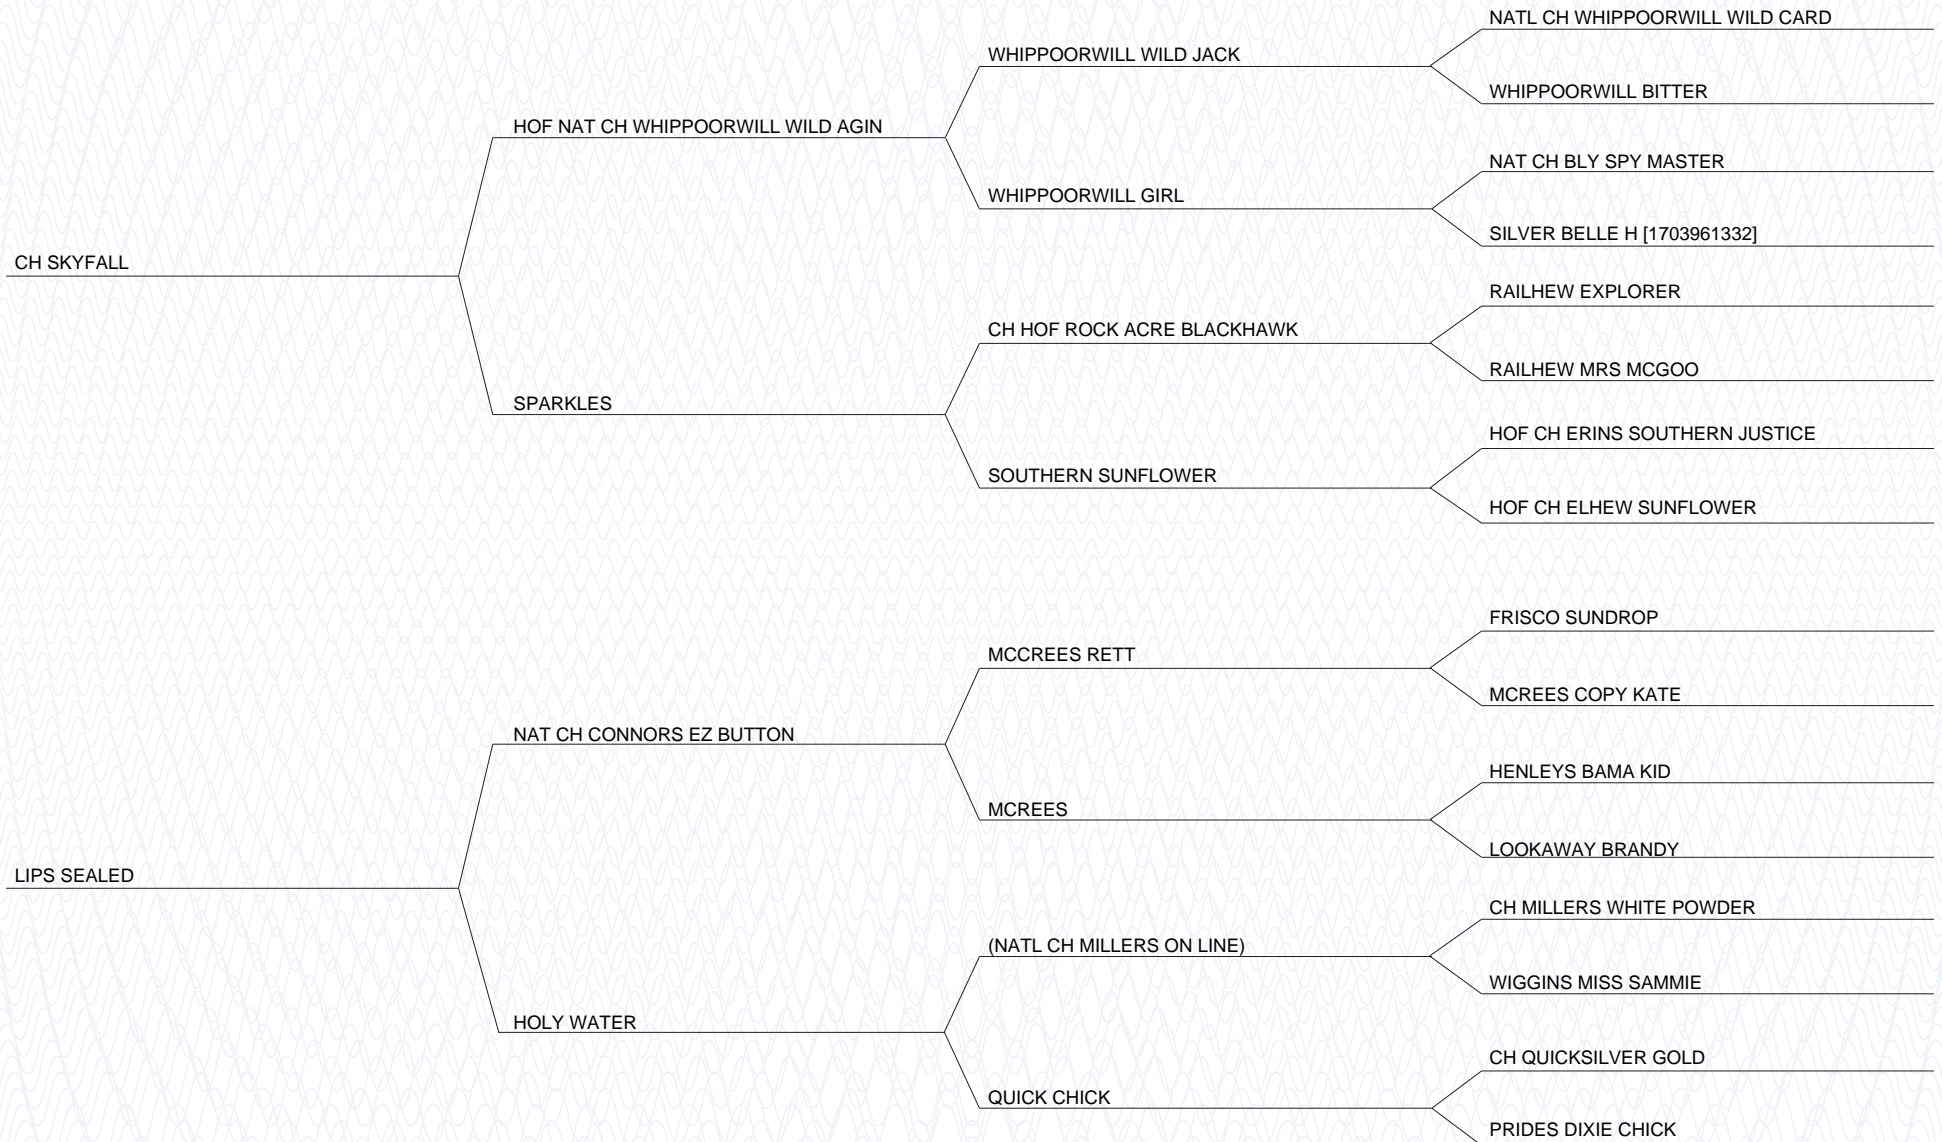 NATL CH WHIPPOORWILL WILD CARD
WHIPPOORWILL WILD JACK
WHIPPOORWILL BITTER
HOF NAT CH WHIPPOORWILL WILD AGIN
NAT CH BLY SPY MASTER
WHIPPOORWILL GIRL
SILVER BELLE H [1703961332]
CH SKYFALL
RAILHEW EXPLORER
CH HOF ROCK ACRE BLACKHAWK
RAILHEW MRS MCGOO
SPARKLES
HOF CH ERINS SOUTHERN JUSTICE
SOUTHERN SUNFLOWER
HOF CH ELHEW SUNFLOWER
FRISCO SUNDROP
MCCREES RETT
MCREES COPY KATE
NAT CH CONNORS EZ BUTTON
HENLEYS BAMA KID
MCREES
LOOKAWAY BRANDY
LIPS SEALED
CH MILLERS WHITE POWDER
(NATL CH MILLERS ON LINE)
WIGGINS MISS SAMMIE
HOLY WATER
CH QUICKSILVER GOLD
QUICK CHICK
PRIDES DIXIE CHICK